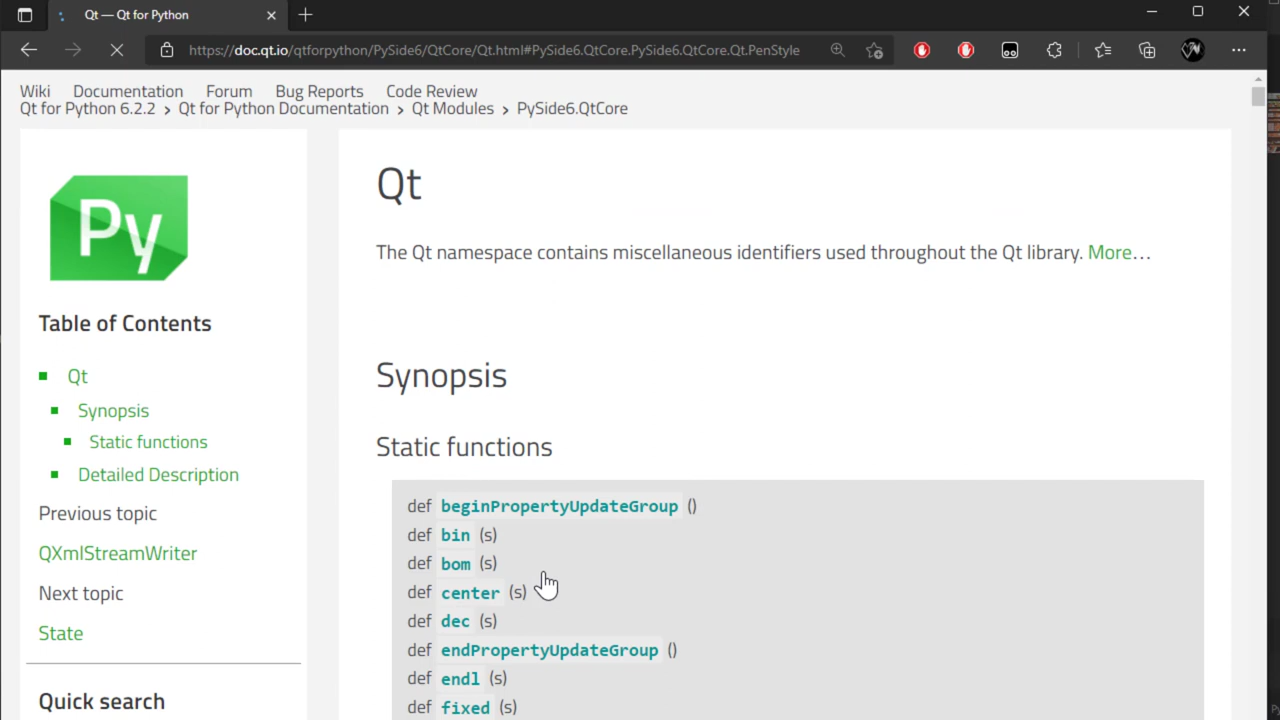 Qt — Qt for Python
https://doc.qt.io/qtforpython/PySide6/QtCore/Qt.html#PySide6.QtCore.PySide6.QtCore.Qt.PenStyle
Wiki Documentation Forum Bug Reports Code Review
Qt for Python 6.2.2 › Qt for Python Documentation › Qt Modules › PySide6.QtCore
Py
Table of Contents
Qt
Synopsis
Static functions
Detailed Description
Previous topic
QXmlStreamWriter
Next topic
State
Quick search
Qt
The Qt namespace contains miscellaneous identifiers used throughout the Qt library. More…
Synopsis
Static functions
def beginPropertyUpdateGroup ()
def bin (s)
def bom (s)
def center (s)
def dec (s)
def endPropertyUpdateGroup ()
def endl (s)
def fixed (s)